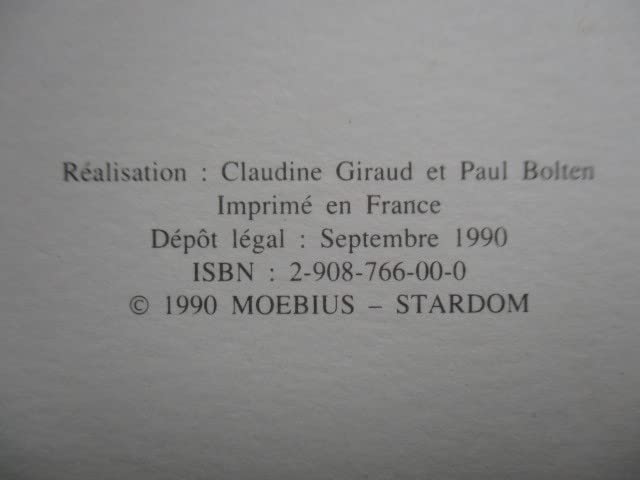 Réalisation : Claudine Giraud et Paul Bolten
Imprimé en France
Dépôt légal : Septembre 1990
ISBN : 2-908-766-00-0
© 1990 MOEBIUS – STARDOM